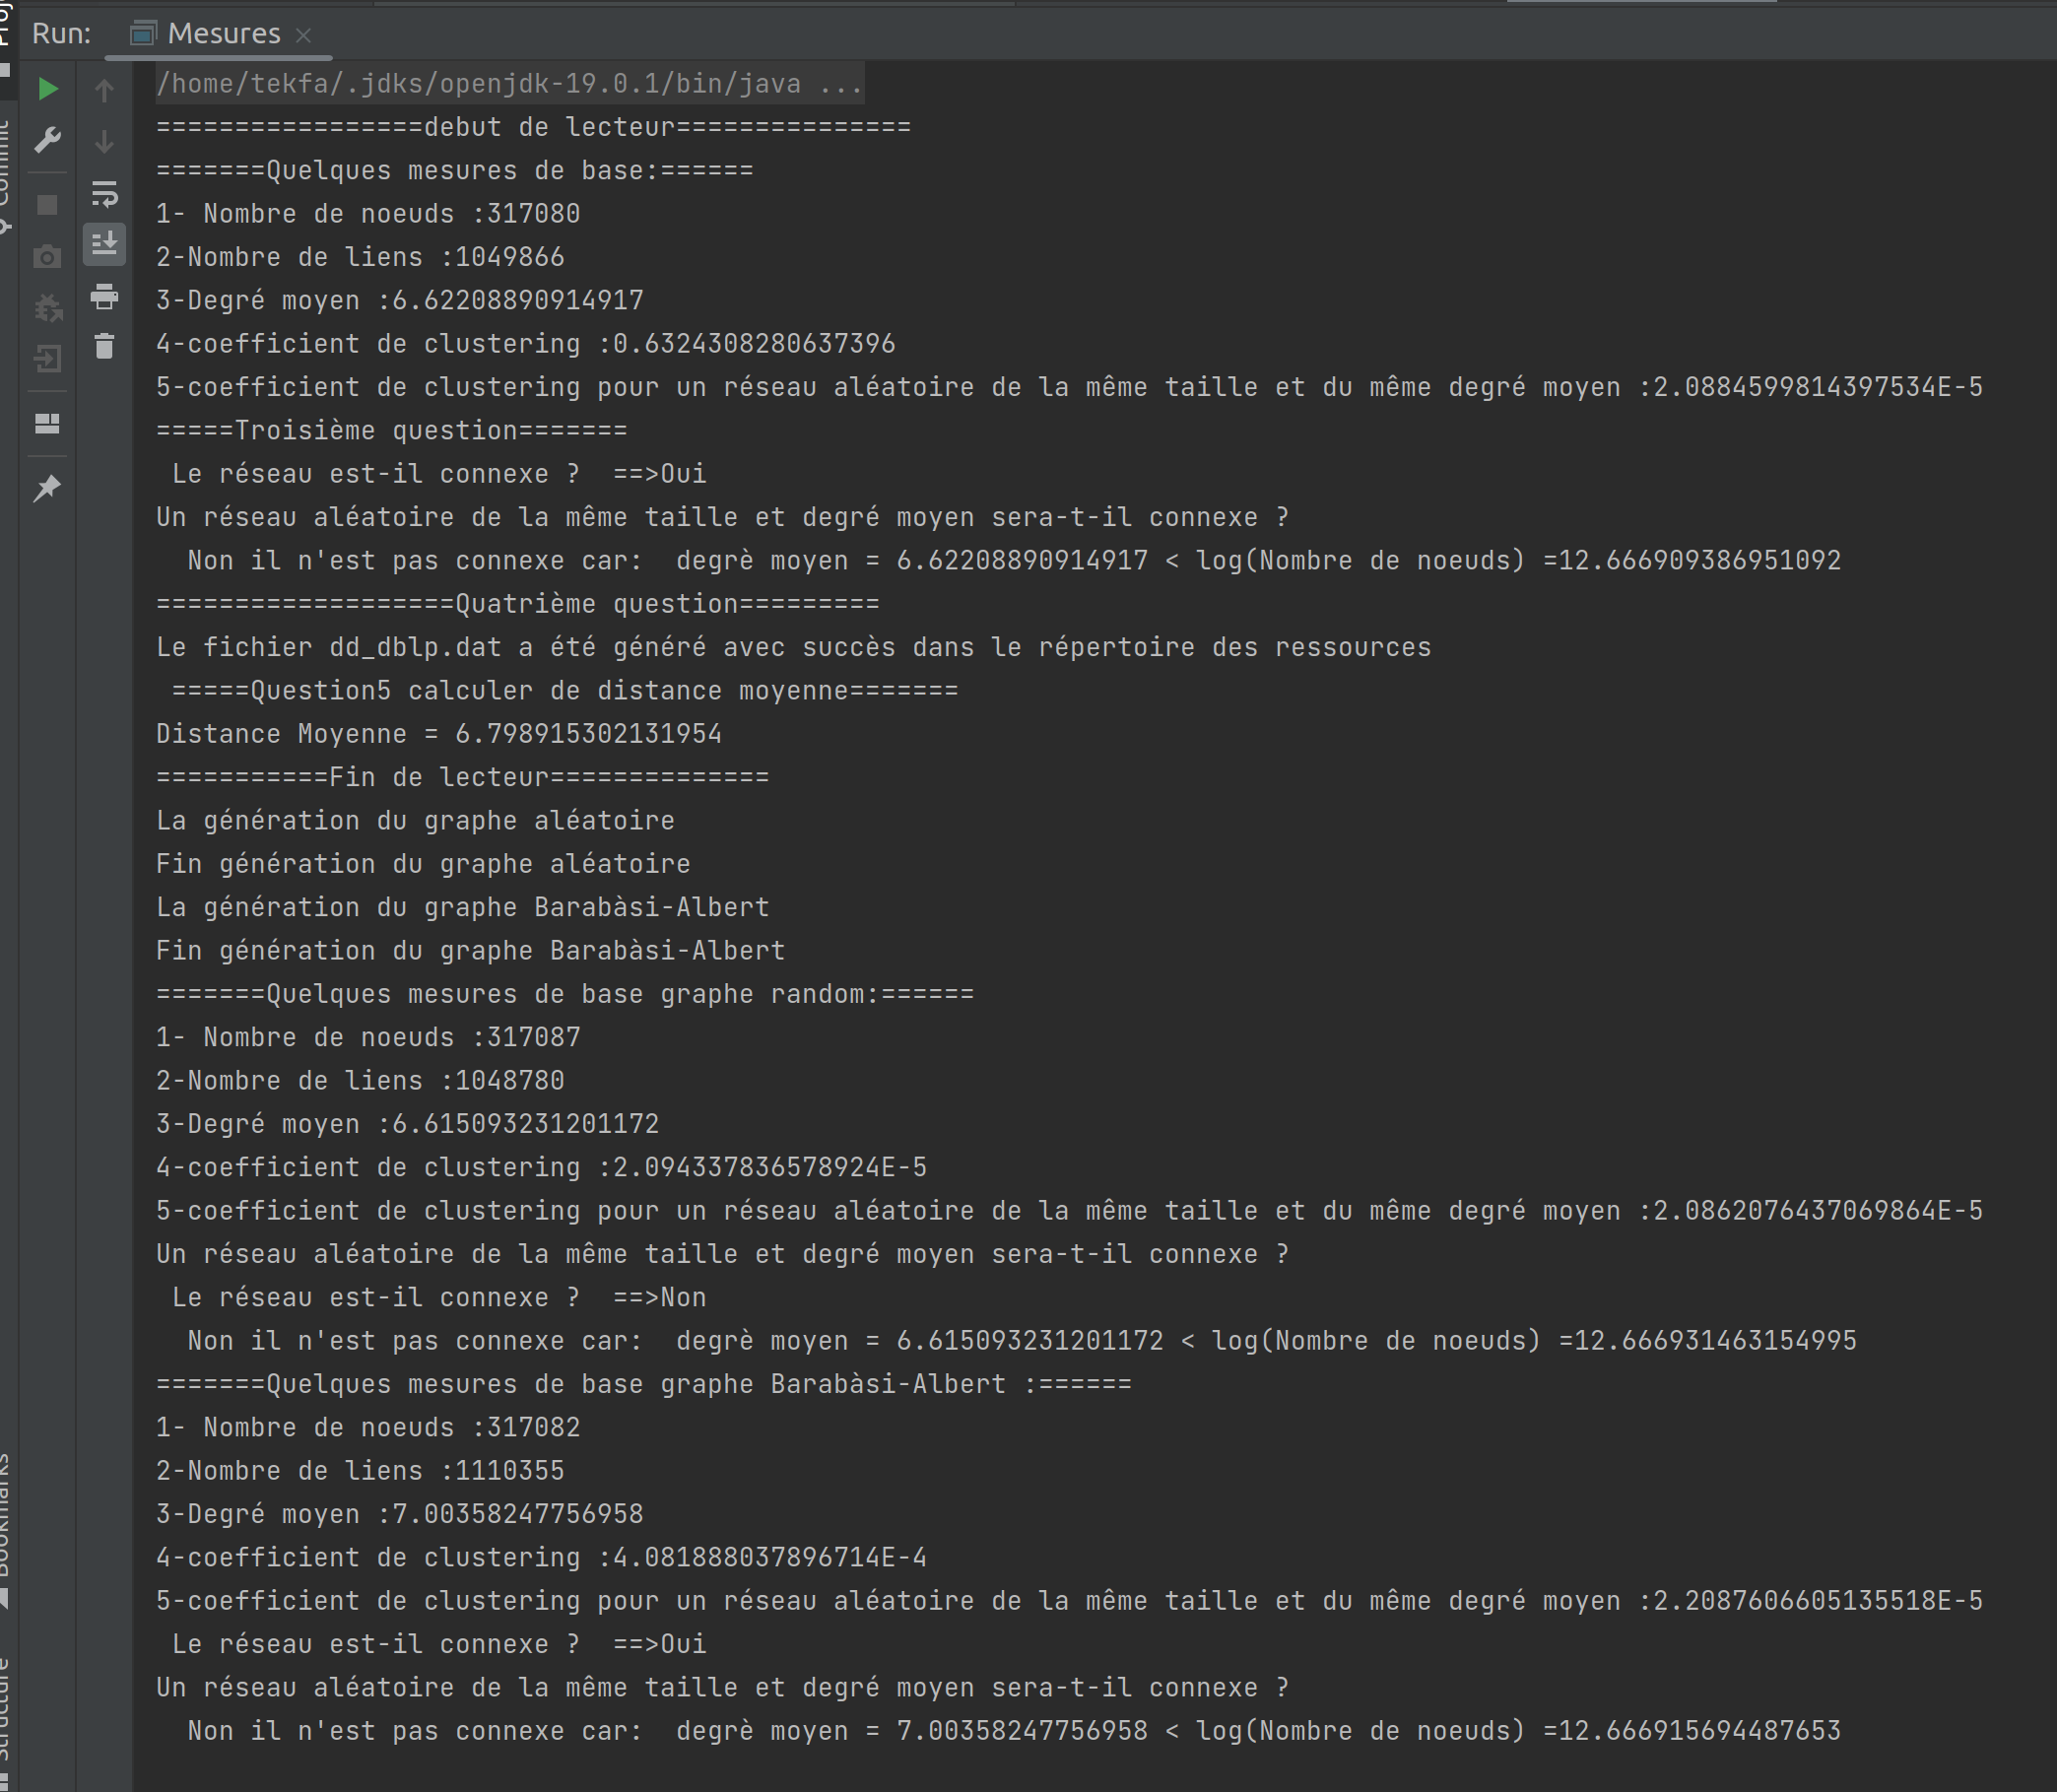 Run: Mesures
/home/tekfa/.jdks/openjdk-19.0.1/bin/java ...
=================debut de lecteur===============
=======Quelques mesures de base:======
1- Nombre de noeuds :317080
2-Nombre de liens :1049866
3-Degré moyen :6.62208890914917
4-coefficient de clustering :0.6324308280637396
5-coefficient de clustering pour un réseau aléatoire de la même taille et du même degré moyen :2.0884599814397534E-5
=====Troisième question=======
Le réseau est-il connexe ?  ==>Oui
Un réseau aléatoire de la même taille et degré moyen sera-t-il connexe ?
Non il n'est pas connexe car:  degrè moyen = 6.62208890914917 < log(Nombre de noeuds) =12.666909386951092
===================Quatrième question=========
Le fichier dd_dblp.dat a été généré avec succès dans le répertoire des ressources
=====Question5 calculer de distance moyenne=======
Distance Moyenne = 6.798915302131954
===========Fin de lecteur==============
La génération du graphe aléatoire
Fin génération du graphe aléatoire
La génération du graphe Barabàsi-Albert
Fin génération du graphe Barabàsi-Albert
=======Quelques mesures de base graphe random:======
1- Nombre de noeuds :317087
2-Nombre de liens :1048780
3-Degré moyen :6.615093231201172
4-coefficient de clustering :2.094337836578924E-5
5-coefficient de clustering pour un réseau aléatoire de la même taille et du même degré moyen :2.0862076437069864E-5
Un réseau aléatoire de la même taille et degré moyen sera-t-il connexe ?
Le réseau est-il connexe ?  ==>Non
Non il n'est pas connexe car:  degrè moyen = 6.615093231201172 < log(Nombre de noeuds) =12.666931463154995
=======Quelques mesures de base graphe Barabàsi-Albert :======
1- Nombre de noeuds :317082
2-Nombre de liens :1110355
3-Degré moyen :7.00358247756958
4-coefficient de clustering :4.081888037896714E-4
5-coefficient de clustering pour un réseau aléatoire de la même taille et du même degré moyen :2.2087606605135518E-5
Le réseau est-il connexe ?  ==>Oui
Un réseau aléatoire de la même taille et degré moyen sera-t-il connexe ?
Non il n'est pas connexe car:  degrè moyen = 7.00358247756958 < log(Nombre de noeuds) =12.666915694487653
Commit
Bookmarks
Structure